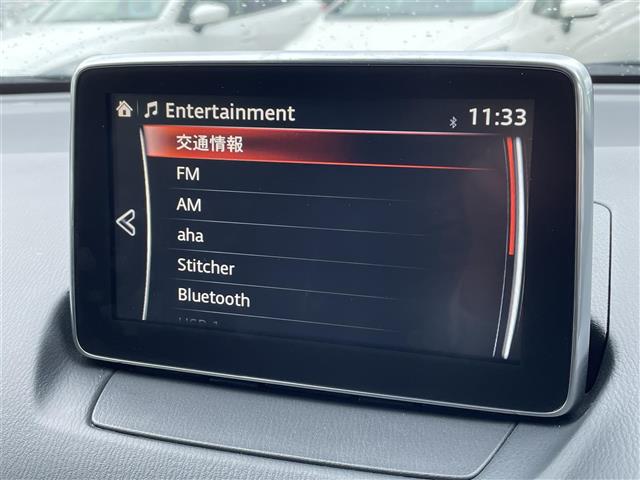 Entertainment
11:33
交通情報
FM
AM
aha
Stitcher
Bluetooth